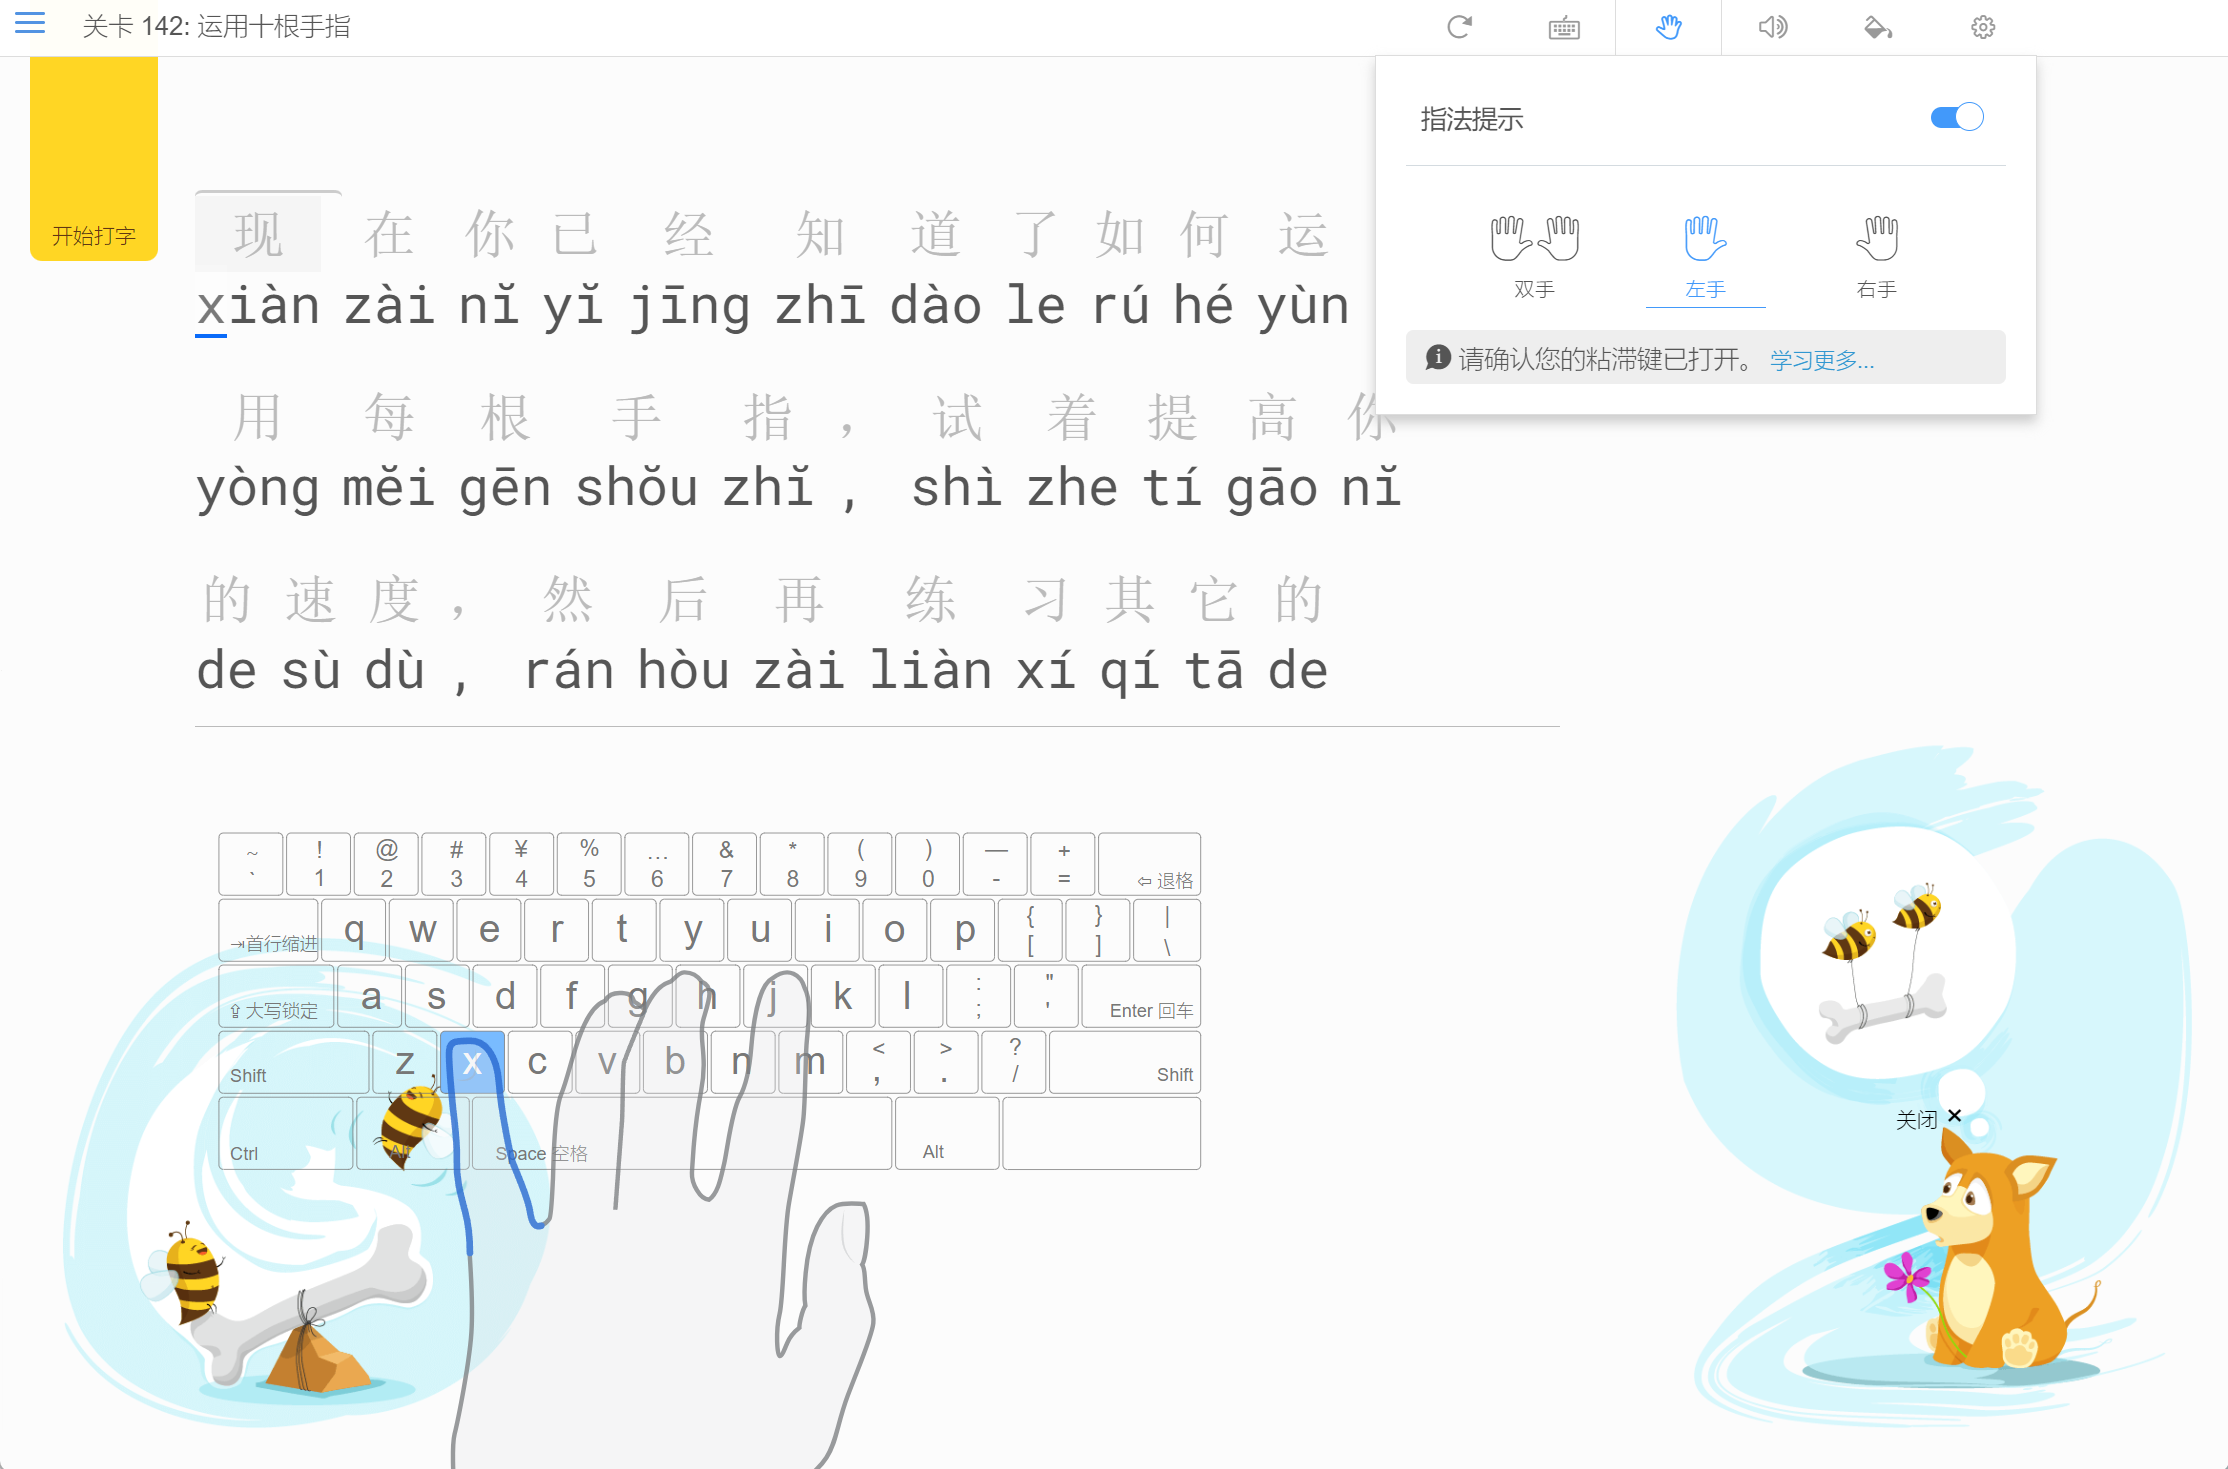 关卡 142: 运用十根手指
开始打字
指法提示
双手 左手 右手
请确认您的粘滞键已打开。 学习更多...
现 在 你 已 经 知 道 了 如 何 运
xiàn zài nǐ yǐ jīng zhī dào le rú hé yùn
用 每 根 手 指 ， 试 着 提 高 你
yòng měi gēn shǒu zhǐ , shì zhe tí gāo nǐ
的 速 度 ， 然 后 再 练 习 其 它 的
de sù dù , rán hòu zài liàn xí qí tā de
~ ! @ # ¥ % … & * ( ) — +
` 1 2 3 4 5 6 7 8 9 0 - = ⇦ 退格
⇥首行缩进 q w e r t y u i o p { [ } ] | \
⇪大写锁定 a s d f g h j k l : ; " ' Enter 回车
Shift z x c v b n m < , > . ? / Shift
Ctrl Alt Space 空格 Alt
关闭 ✕